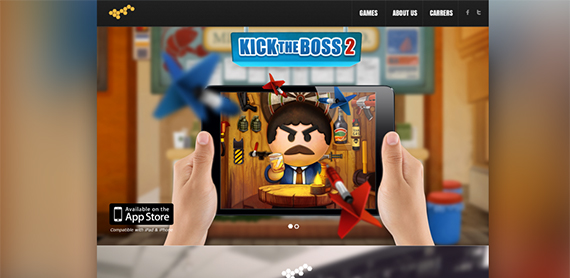 GAMES ABOUT US CARRERS
KICK THE BOSS 2
Available on the
App Store
Compatible with iPad & iPhone